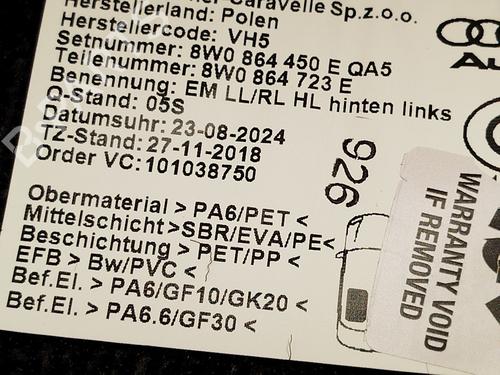 Caravelle Sp.z.o.o.
Herstellerland: Polen
Herstellercode: VH5
Setnummer: 8W0 864 450 E QA5
Teilenummer: 8W0 864 723 E
Benennung: EM LL/RL HL hinten links
Q-Stand: 05S
Datumsuhr: 23-08-2024
TZ-Stand: 27-11-2018
Order VC: 101038750
926
Obermaterial > PA6/PET <
Mittelschicht>SBR/EVA/PE<
Beschichtung > PET/PP <
EFB > Bw/PVC <
Bef.El. > PA6/GF10/GK20 <
Bef.El. > PA6.6/GF30 <
WARRANTY VOID
IF REMOVED